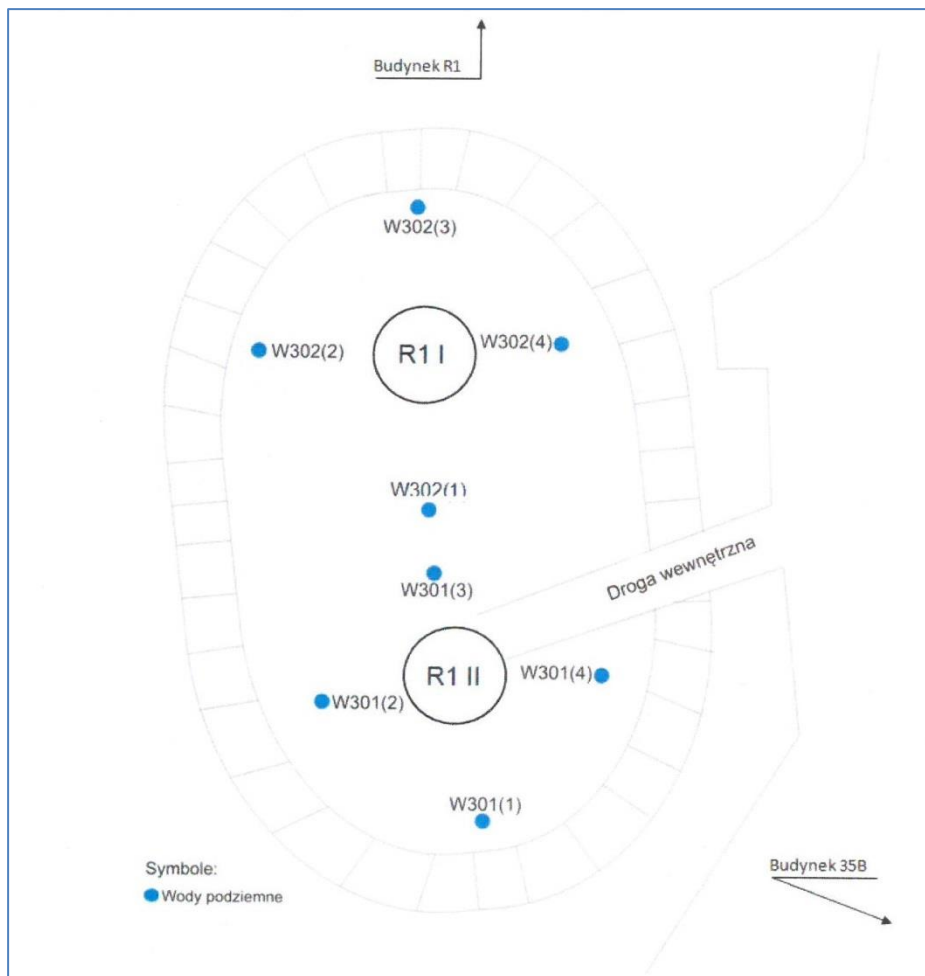 Budynek R1
W302(3)
W302(2)
R1 I
W302(4)
W302(1)
W301(3)
Droga wewnętrzna
R1 II
W301(4)
W301(2)
W301(1)
Symbole:
Wody podziemne
Budynek 35B